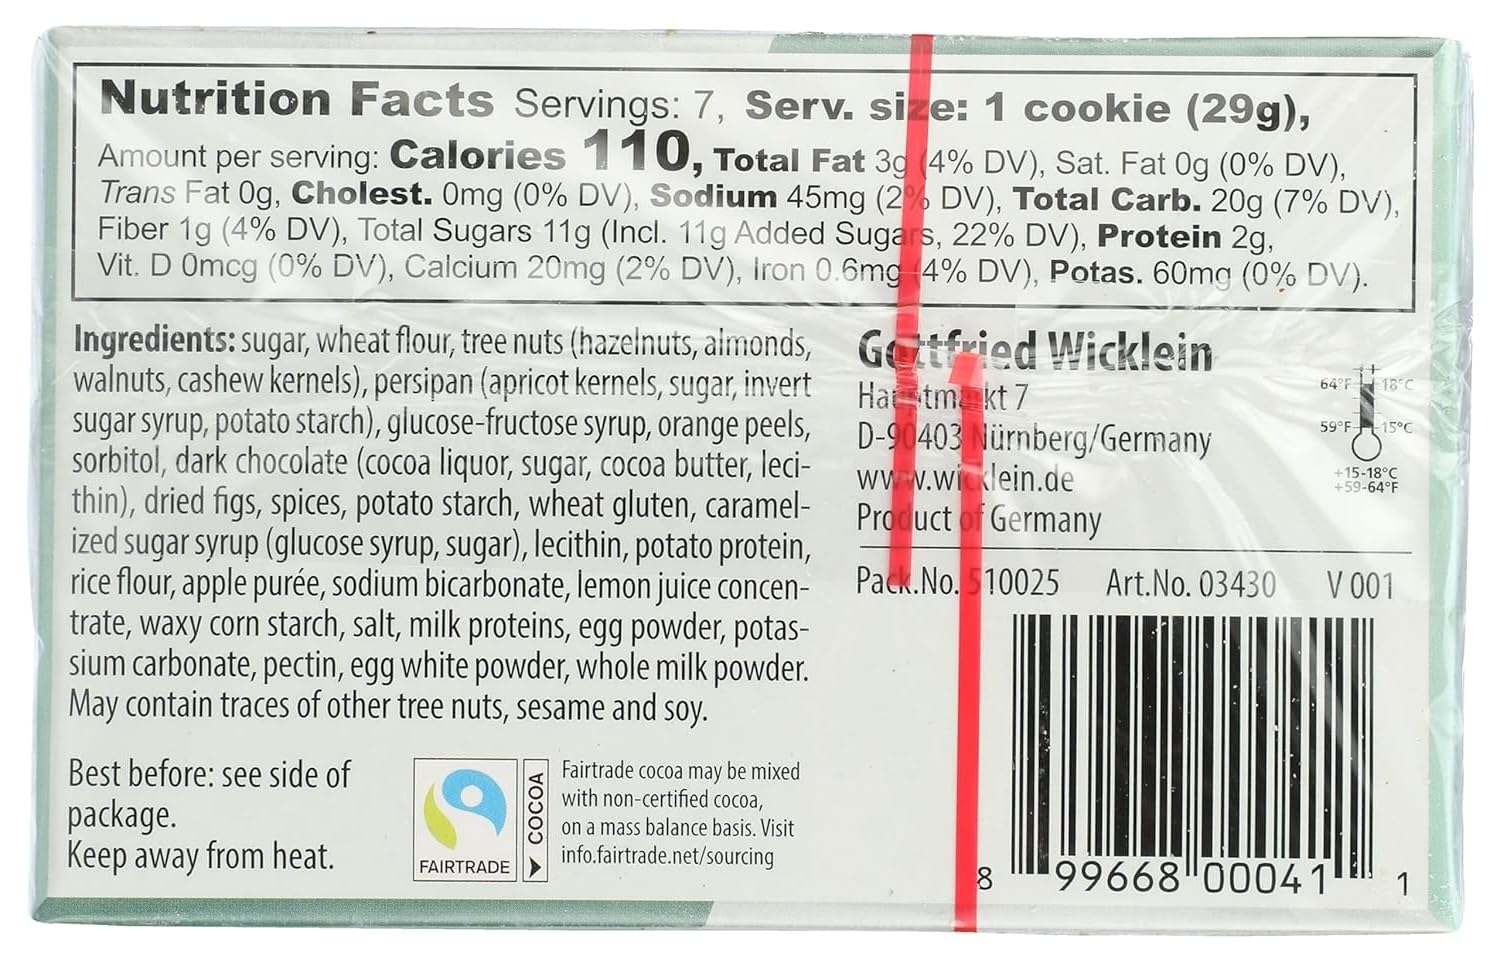 Nutrition Facts Servings: 7, Serv. size: 1 cookie (29g),
Amount per serving: Calories 110, Total Fat 3g (4% DV), Sat. Fat 0g (0% DV),
Trans Fat 0g, Cholest. 0mg (0% DV), Sodium 45mg (2% DV), Total Carb. 20g (7% DV),
Fiber 1g (4% DV), Total Sugars 11g (Incl. 11g Added Sugars, 22% DV), Protein 2g,
Vit. D 0mcg (0% DV), Calcium 20mg (2% DV), Iron 0.6mg (4% DV), Potas. 60mg (0% DV).
Ingredients: sugar, wheat flour, tree nuts (hazelnuts, almonds,
walnuts, cashew kernels), persipan (apricot kernels, sugar, invert
sugar syrup, potato starch), glucose-fructose syrup, orange peels,
sorbitol, dark chocolate (cocoa liquor, sugar, cocoa butter, leci-
thin), dried figs, spices, potato starch, wheat gluten, caramel-
ized sugar syrup (glucose syrup, sugar), lecithin, potato protein,
rice flour, apple purée, sodium bicarbonate, lemon juice concen-
trate, waxy corn starch, salt, milk proteins, egg powder, potas-
sium carbonate, pectin, egg white powder, whole milk powder.
May contain traces of other tree nuts, sesame and soy.
Best before: see side of
package.
Keep away from heat.
FAIRTRADE
COCOA
Fairtrade cocoa may be mixed
with non-certified cocoa,
on a mass balance basis. Visit
info.fairtrade.net/sourcing
Gottfried Wicklein
Hauptmarkt 7
D-90403 Nürnberg/Germany
www.wicklein.de
Product of Germany
64°F 18°C
59°F 15°C
+15-18°C
+59-64°F
Pack.No. 510025 Art.No. 03430 V 001
8 99668 00041 1